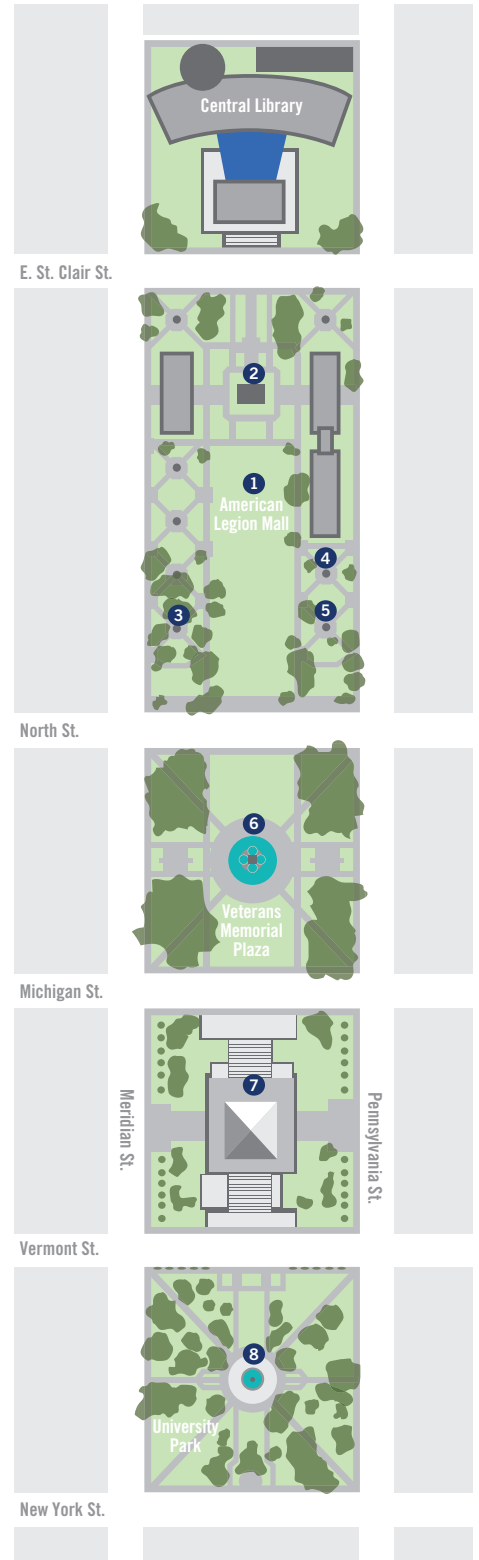 Central Library
E. St. Clair St.
2
1
American
Legion Mall
4
3
5
North St.
6
Veterans
Memorial
Plaza
Michigan St.
7
Meridian St.
Pennsylvania St.
Vermont St.
8
University
Park
New York St.